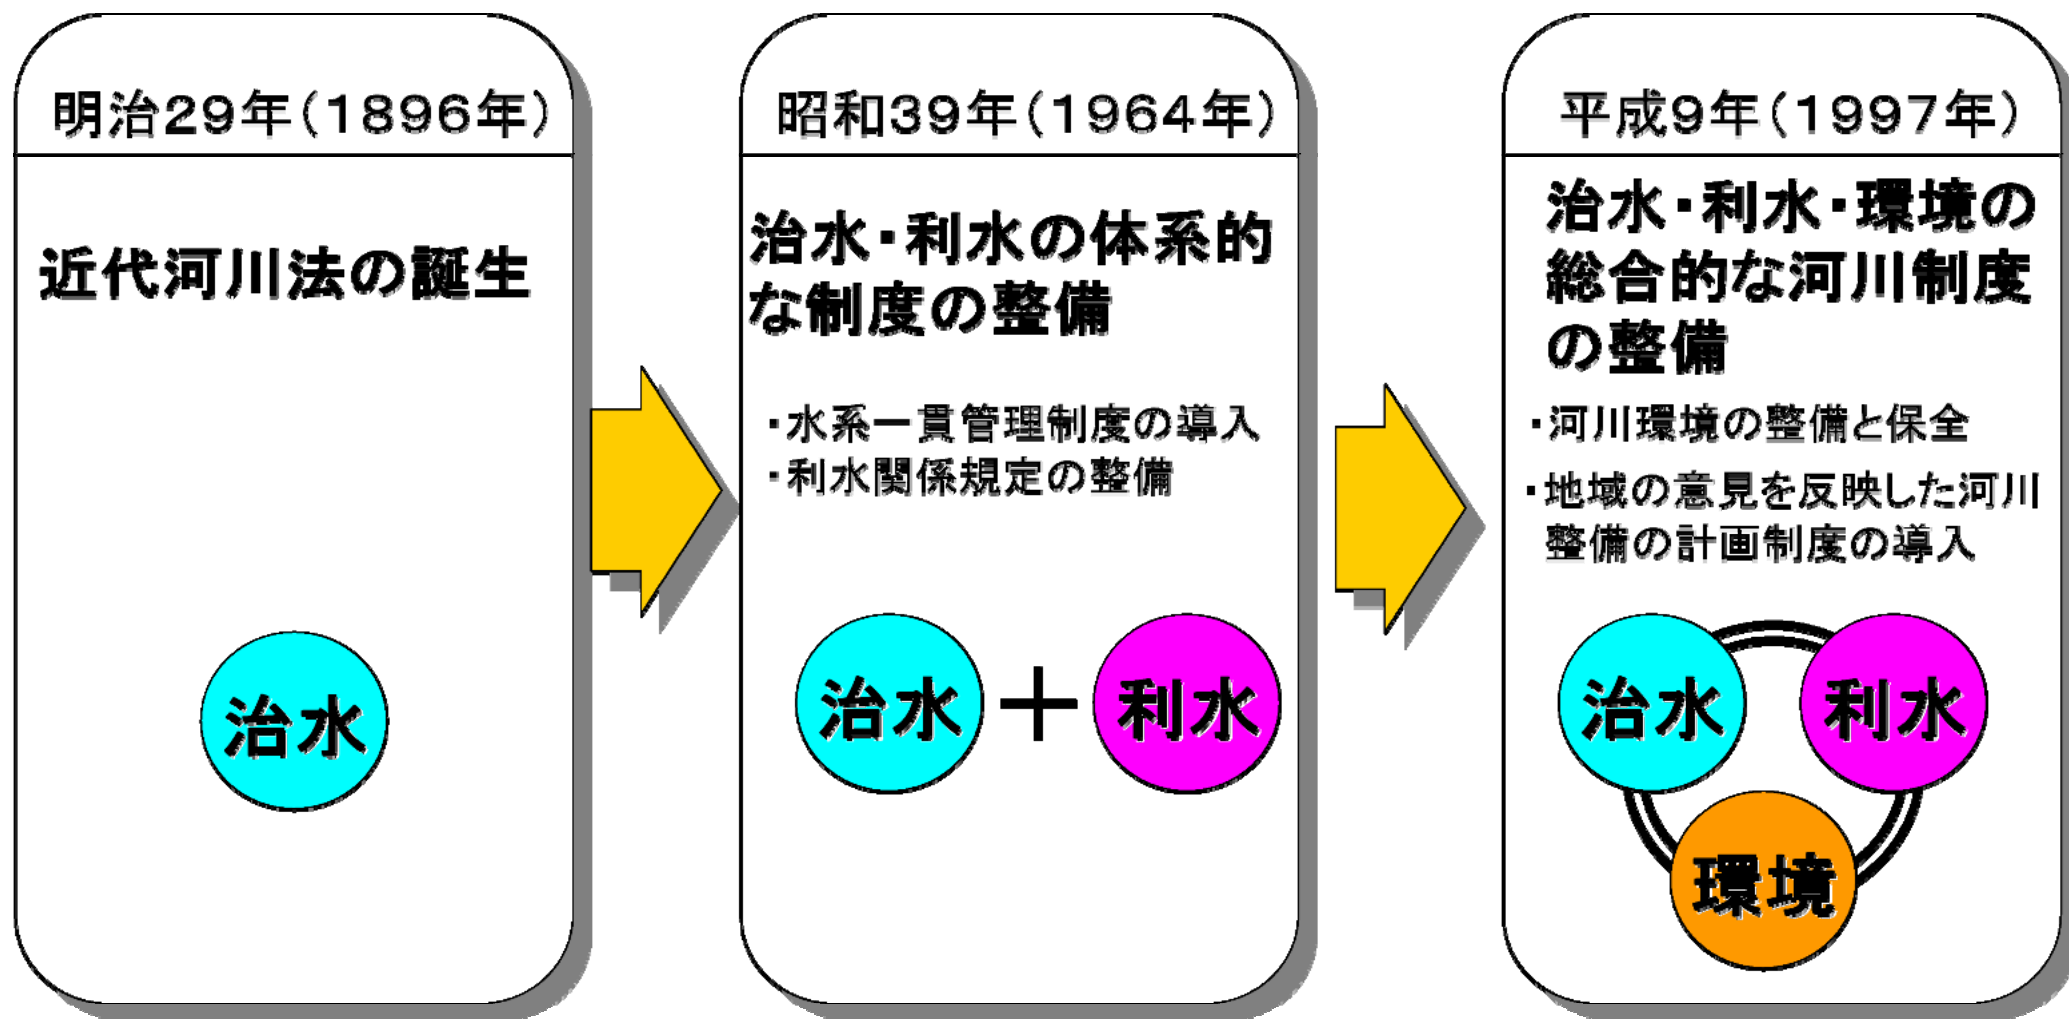 明治29年(1896年)
近代河川法の誕生
治水
昭和39年(1964年)
治水・利水の体系的
な制度の整備
・水系一貫管理制度の導入
・利水関係規定の整備
治水＋利水
平成9年(1997年)
治水・利水・環境の
総合的な河川制度
の整備
・河川環境の整備と保全
・地域の意見を反映した河川
整備の計画制度の導入
治水
利水
環境